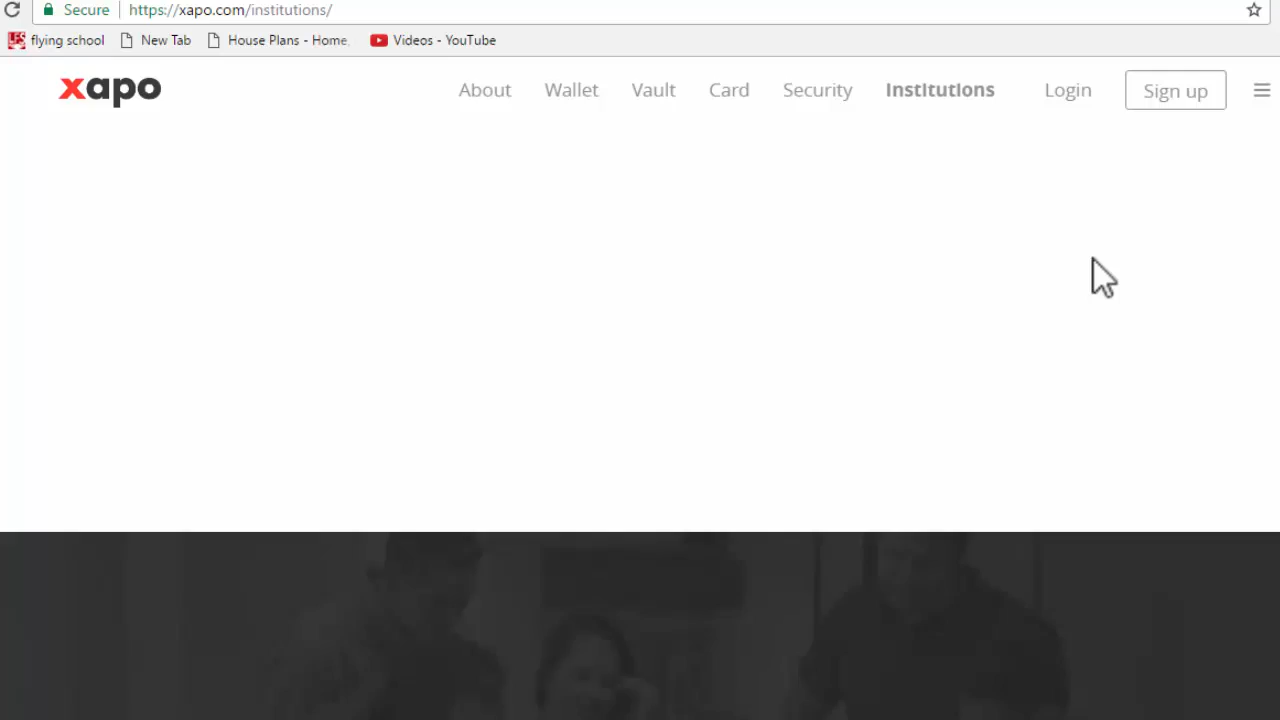 Secure https://xapo.com/institutions/
flying school New Tab House Plans - Home, Videos - YouTube
xapo About Wallet Vault Card Security Institutions Login Sign up